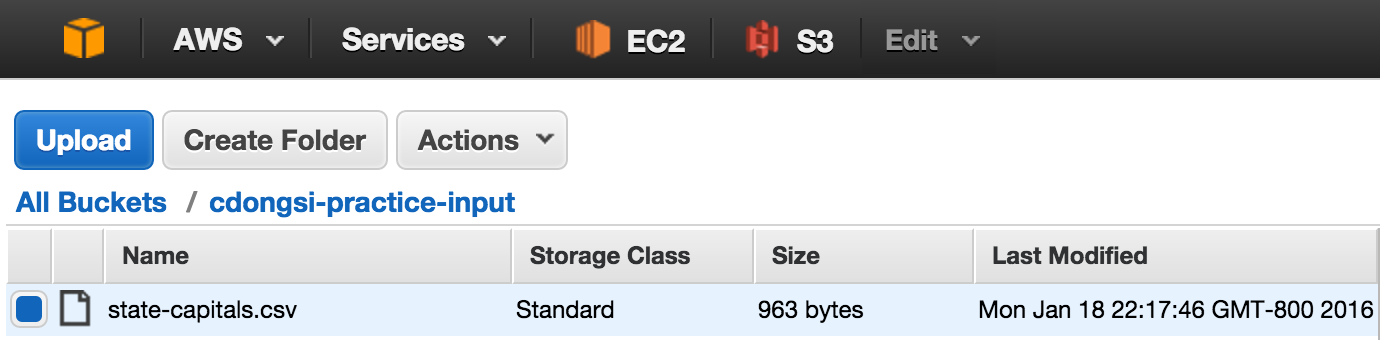 AWS Services EC2 S3 Edit
Upload Create Folder Actions
All Buckets / cdongsi-practice-input
Name Storage Class Size Last Modified
state-capitals.csv Standard 963 bytes Mon Jan 18 22:17:46 GMT-800 2016